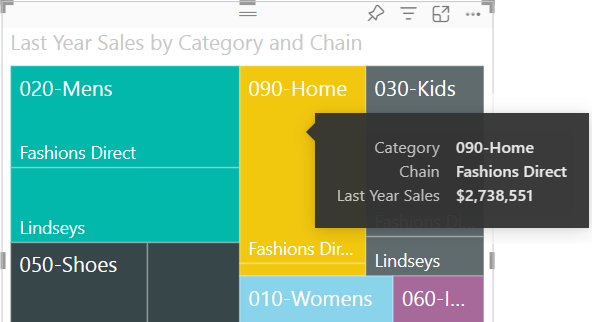 Last Year Sales by Category and Chain
020-Mens
090-Home
030-Kids
Fashions Direct
Category 090-Home
Chain Fashions Direct
Last Year Sales $2,738,551
Fashions Di...
Lindseys
Fashions Dir...
Lindseys
050-Shoes
010-Womens
060-I...